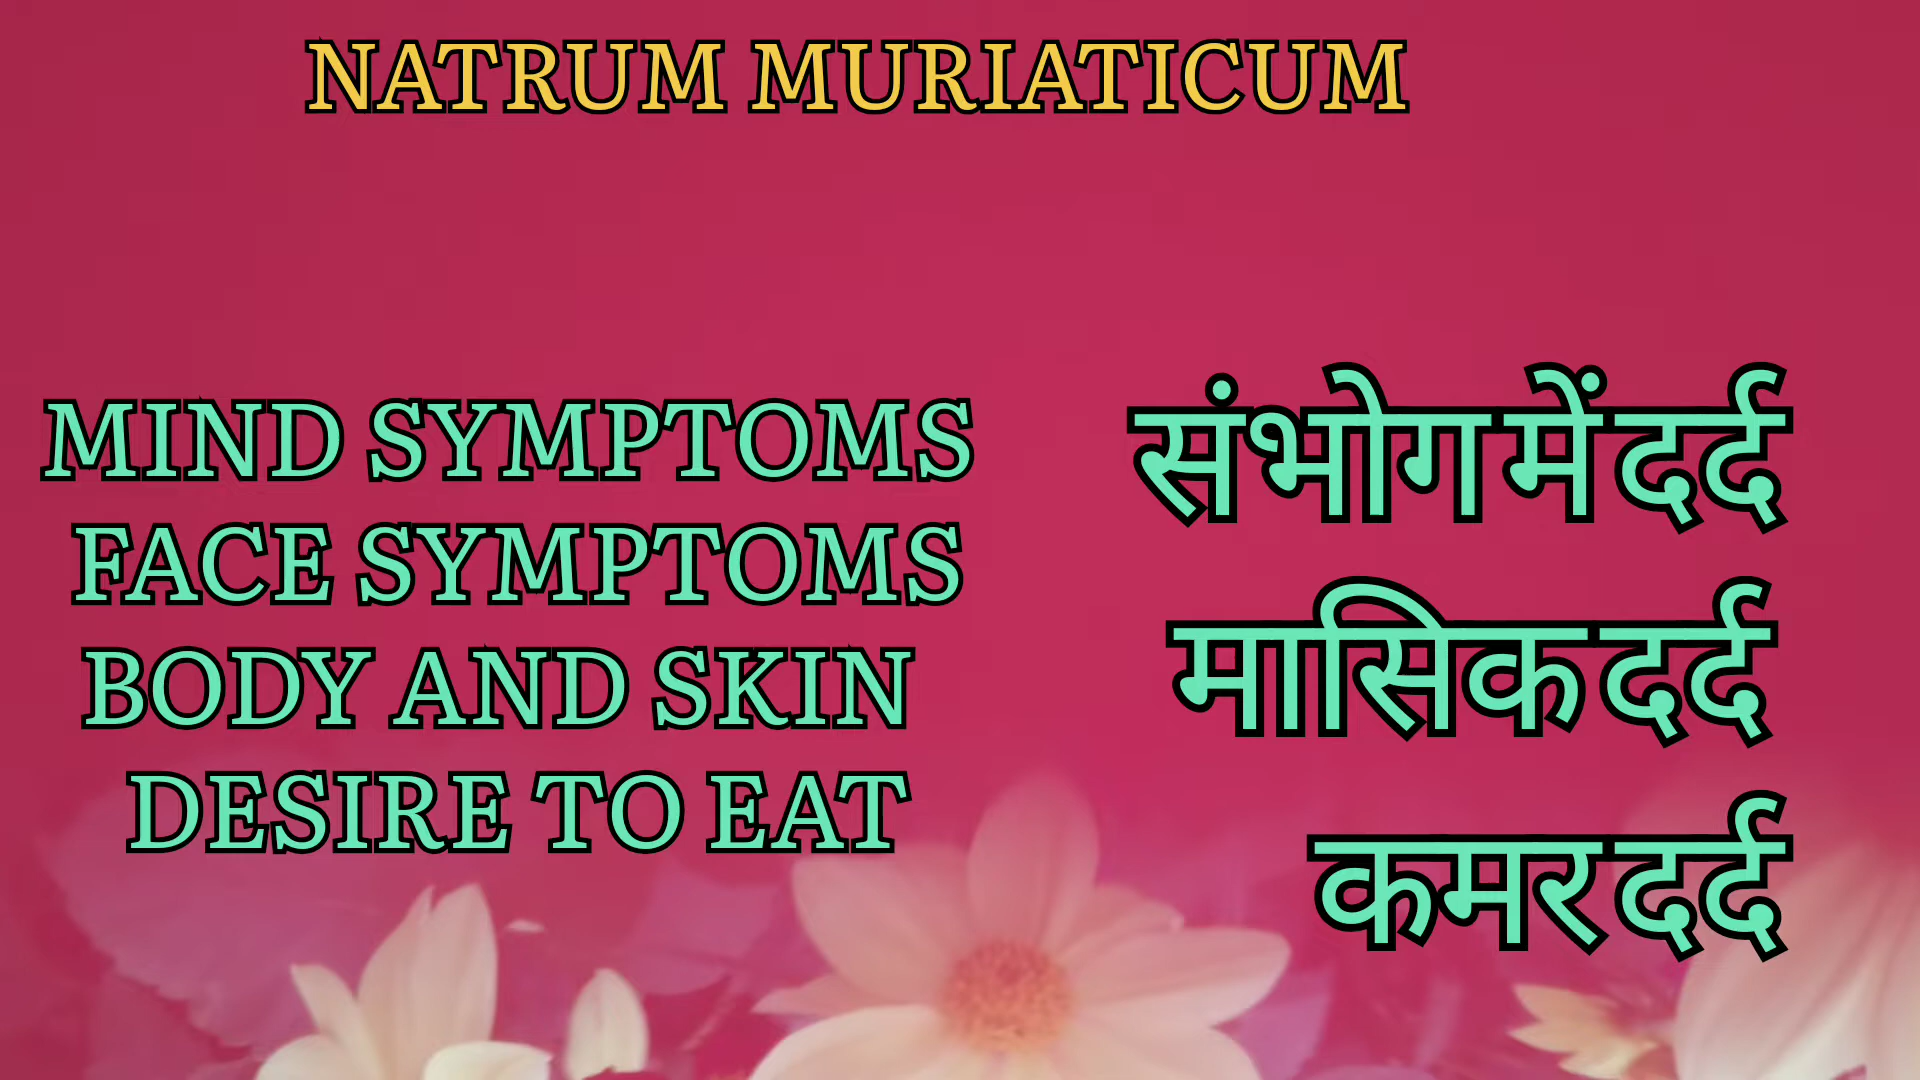 NATRUM MURIATICUM
MIND SYMPTOMS
FACE SYMPTOMS
BODY AND SKIN
DESIRE TO EAT
संभोग में दर्द
मासिक दर्द
कमर दर्द